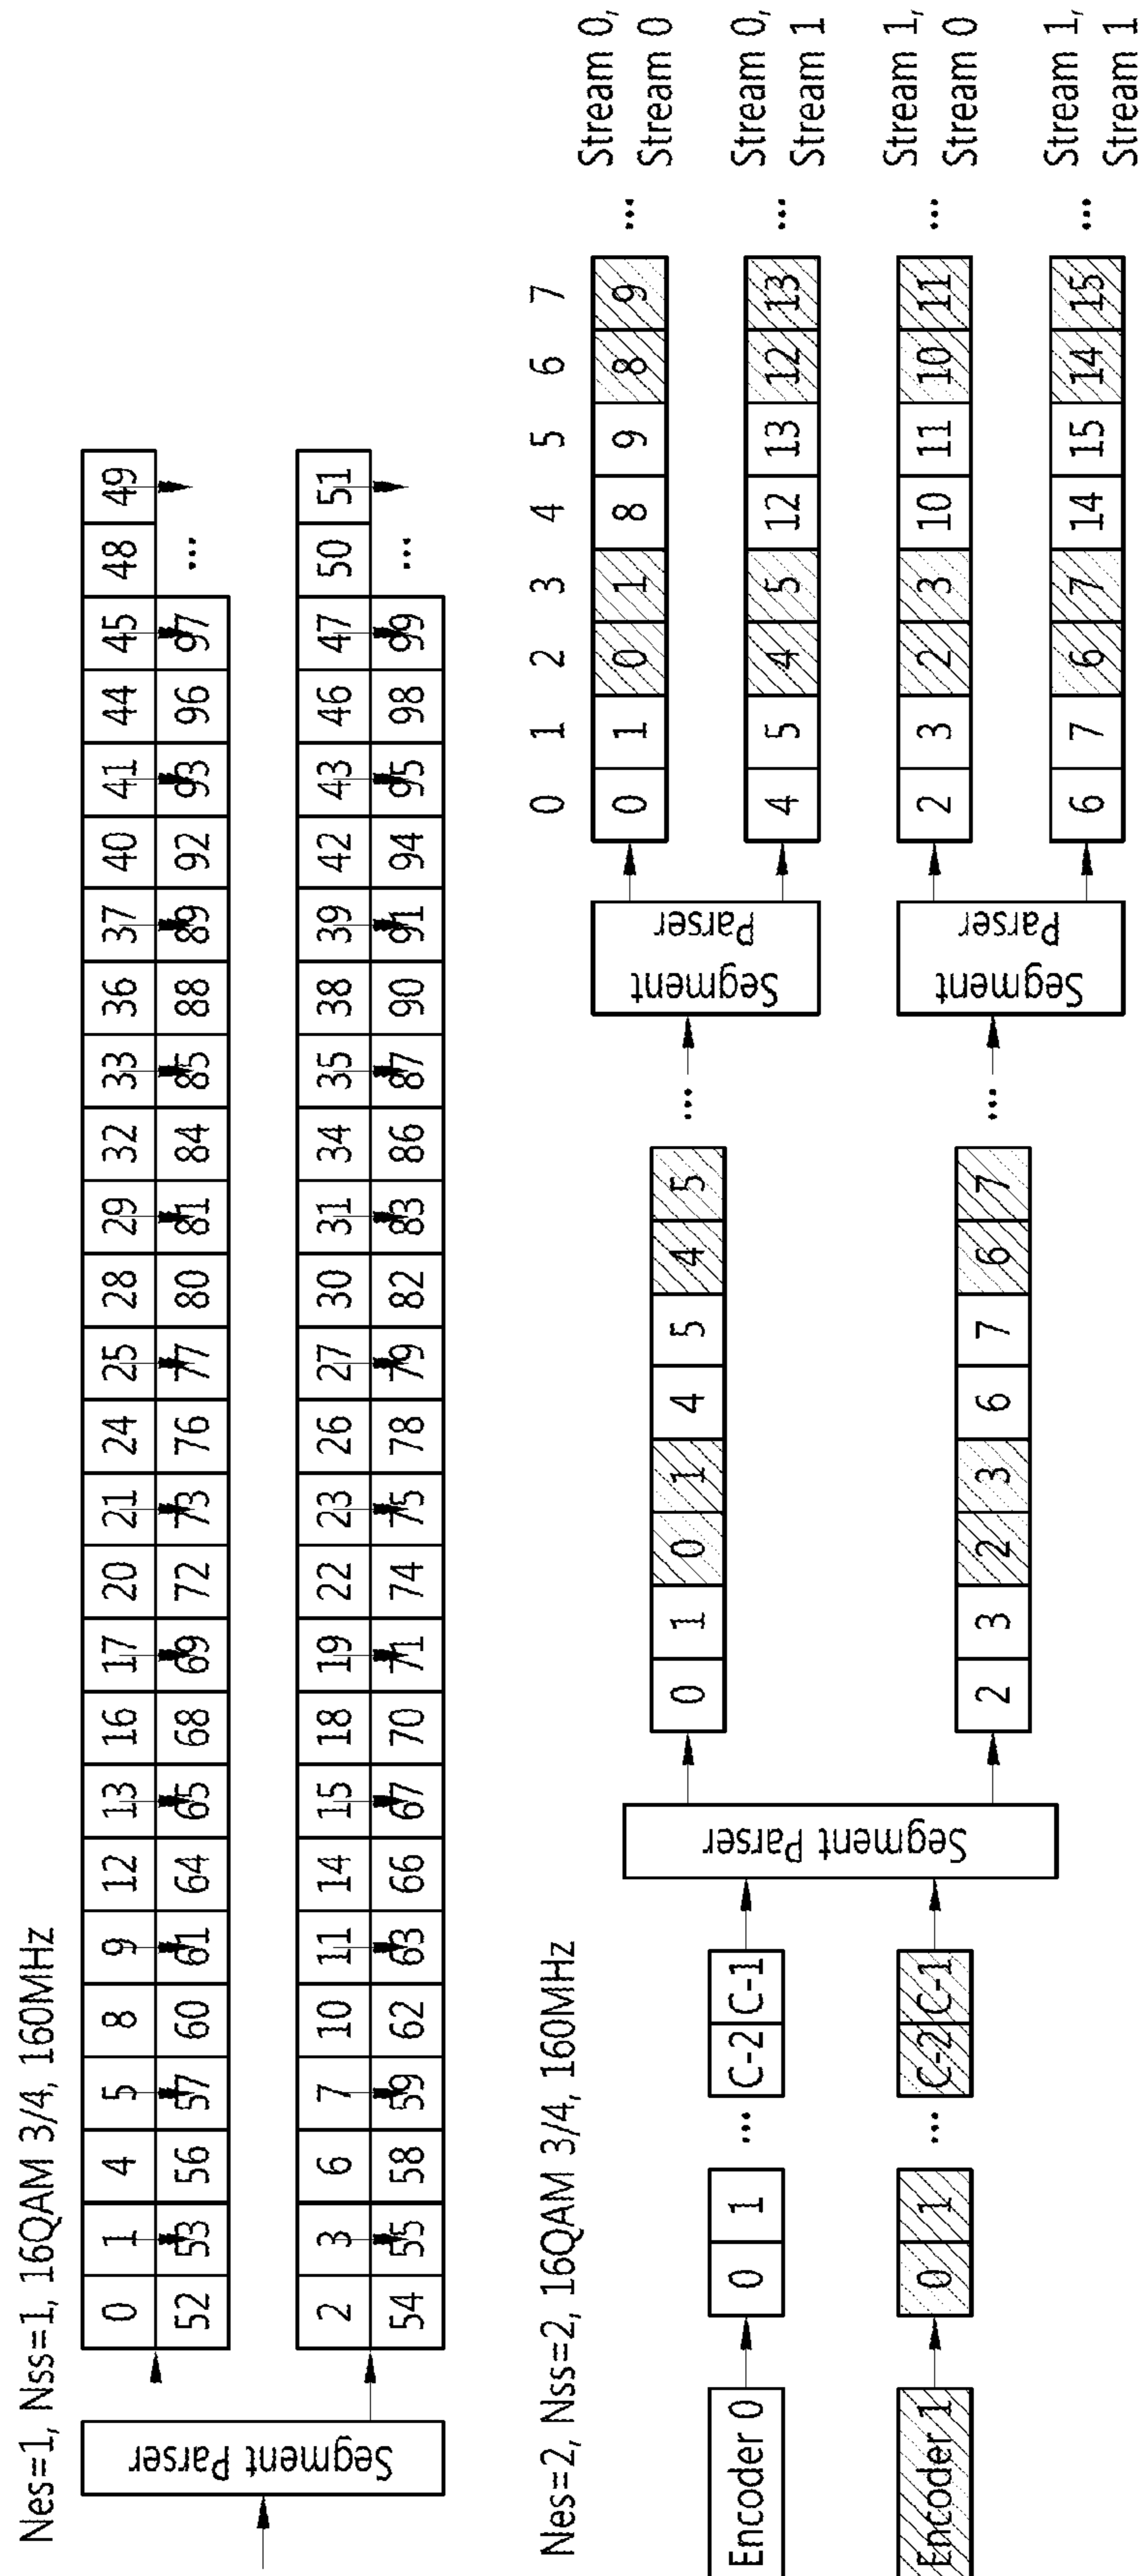 Nes=1, Nss=1, 16QAM 3/4, 160MHz
Segment Parser
0 1 4 5 8 9 12 13 16 17 20 21 24 25 28 29 32 33 36 37 40 41 44 45 48 49
52 53 56 57 60 61 64 65 68 69 72 73 76 77 80 81 84 85 88 89 92 93 96 97 ...
2 3 6 7 10 11 14 15 18 19 22 23 26 27 30 31 34 35 38 39 42 43 46 47 50 51
54 55 58 59 62 63 66 67 70 71 74 75 78 79 82 83 86 87 90 91 94 95 98 99 ...
Nes=2, Nss=2, 16QAM 3/4, 160MHz
Encoder 0
0 1 ... C-2 C-1
Encoder 1
0 1 ... C-2 C-1
Segment Parser
0 1 0 1 4 5 4 5 ...
2 3 2 3 6 7 6 7 ...
Segment
Parser
Segment
Parser
0 1 2 3 4 5 6 7
0 1 0 1 8 9 8 9 ...
Stream 0,
Stream 0
4 5 4 5 12 13 12 13 ...
Stream 0,
Stream 1
2 3 2 3 10 11 10 11 ...
Stream 1,
Stream 0
6 7 6 7 14 15 14 15 ...
Stream 1,
Stream 1